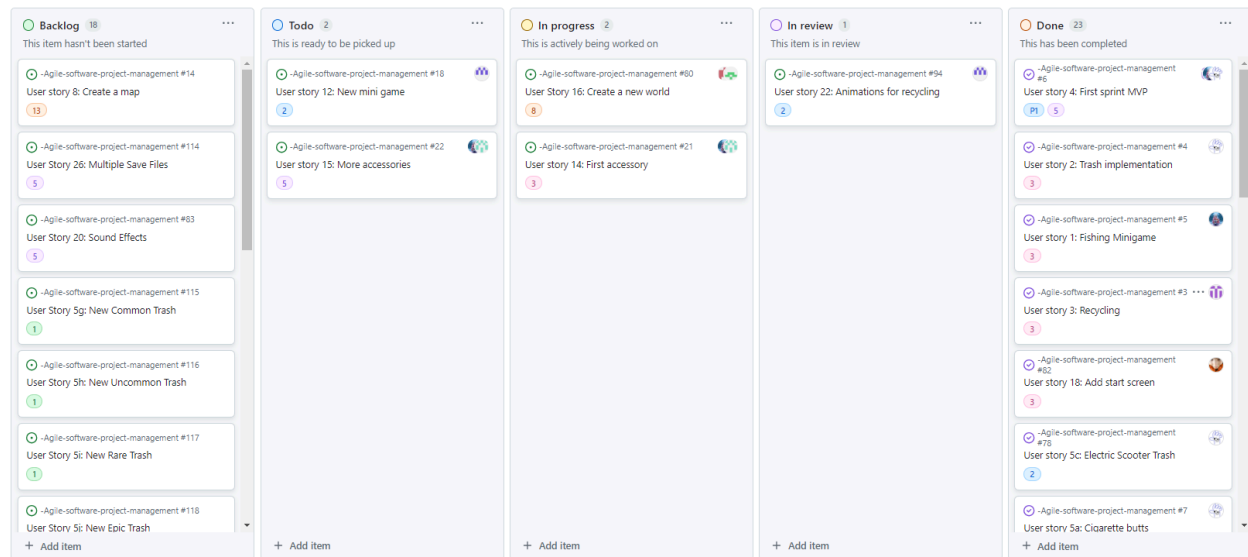 Backlog 18 ...
This item hasn't been started
-Agile-software-project-management #14
User story 8: Create a map
13
-Agile-software-project-management #114
User Story 26: Multiple Save Files
5
-Agile-software-project-management #83
User Story 20: Sound Effects
5
-Agile-software-project-management #115
User Story 5g: New Common Trash
1
-Agile-software-project-management #116
User Story 5h: New Uncommon Trash
1
-Agile-software-project-management #117
User Story 5i: New Rare Trash
1
-Agile-software-project-management #118
User Story 5j: New Epic Trash
+ Add item
Todo 2 ...
This is ready to be picked up
-Agile-software-project-management #18
User story 12: New mini game
2
-Agile-software-project-management #22
User story 15: More accessories
5
+ Add item
In progress 2 ...
This is actively being worked on
-Agile-software-project-management #80
User Story 16: Create a new world
8
-Agile-software-project-management #21
User story 14: First accessory
3
+ Add item
In review 1 ...
This item is in review
-Agile-software-project-management #94
User story 22: Animations for recycling
2
+ Add item
Done 23 ...
This has been completed
-Agile-software-project-management
#6
User story 4: First sprint MVP
P1 5
-Agile-software-project-management #4
User story 2: Trash implementation
3
-Agile-software-project-management #5
User story 1: Fishing Minigame
3
-Agile-software-project-management #3 ...
User story 3: Recycling
3
-Agile-software-project-management
#82
User story 18: Add start screen
3
-Agile-software-project-management
#78
User story 5c: Electric Scooter Trash
2
-Agile-software-project-management #7
User story 5a: Cigarette butts
+ Add item